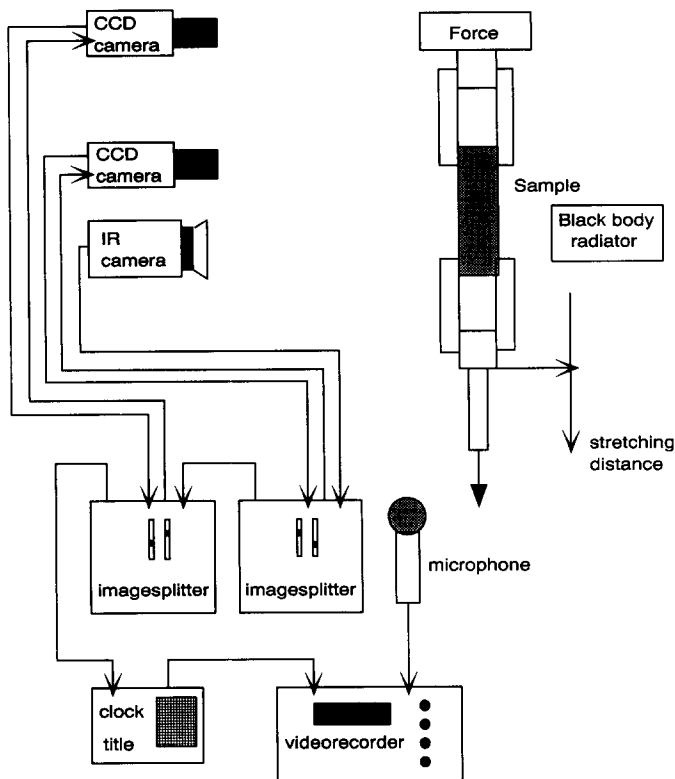 CCD
camera
Force
CCD
camera
Sample
Black body
radiator
IR
camera
stretching
distance
microphone
imagesplitter
imagesplitter
clock
title
videorecorder